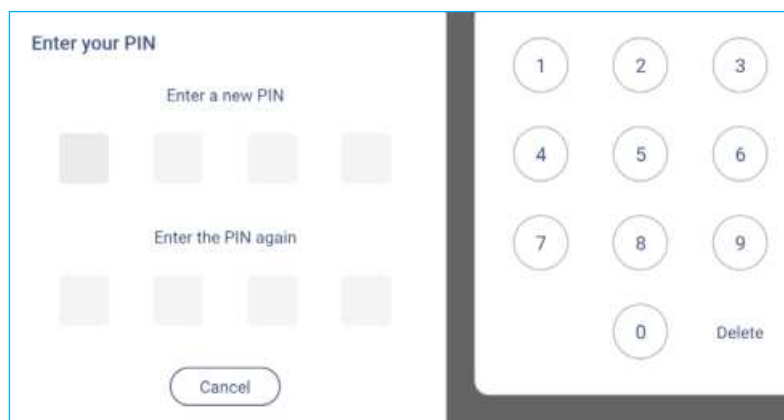 Enter your PIN
Enter a new PIN
Enter the PIN again
Cancel
1 2 3
4 5 6
7 8 9
0 Delete